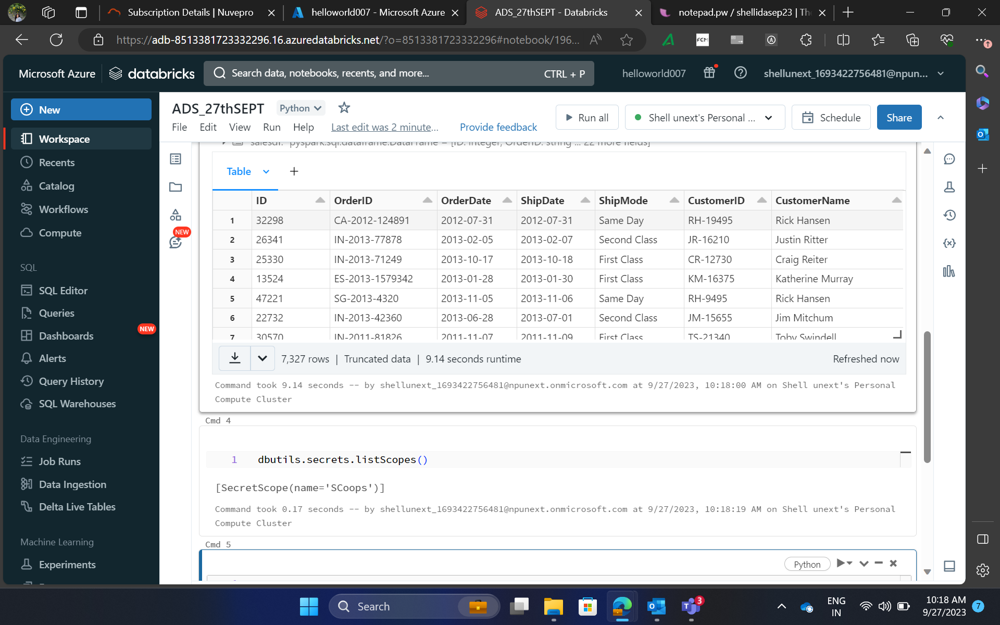 Subscription Details | Nuvepro
helloworld007 - Microsoft Azure
ADS_27thSEPT - Databricks
notepad.pw / shellidasep23 | Th
https://adb-8513381723332296.16.azuredatabricks.net/?o=8513381723332296#notebook/196...
FCM
Microsoft Azure
databricks
Search data, notebooks, recents, and more...
CTRL + P
helloworld007
shellunext_1693422756481@npun...
New
Workspace
Recents
Catalog
Workflows
Compute
SQL
SQL Editor
Queries
Dashboards
NEW
Alerts
Query History
SQL Warehouses
Data Engineering
Job Runs
Data Ingestion
Delta Live Tables
Machine Learning
Experiments
ADS_27thSEPT
Python
File Edit View Run Help
Last edit was 2 minute...
Provide feedback
Run all
Shell unext's Personal ...
Schedule
Share
NEW
salesdf: pyspark.sql.dataframe.DataFrame = [ID: integer, OrderID: string ... 22 more fields]
Table
ID OrderID OrderDate ShipDate ShipMode CustomerID CustomerName
1 32298 CA-2012-124891 2012-07-31 2012-07-31 Same Day RH-19495 Rick Hansen
2 26341 IN-2013-77878 2013-02-05 2013-02-07 Second Class JR-16210 Justin Ritter
3 25330 IN-2013-71249 2013-10-17 2013-10-18 First Class CR-12730 Craig Reiter
4 13524 ES-2013-1579342 2013-01-28 2013-01-30 First Class KM-16375 Katherine Murray
5 47221 SG-2013-4320 2013-11-05 2013-11-06 Same Day RH-9495 Rick Hansen
6 22732 IN-2013-42360 2013-06-28 2013-07-01 Second Class JM-15655 Jim Mitchum
7 30570 IN-2011-81826 2011-11-07 2011-11-09 First Class TS-21340 Toby Swindell
7,327 rows | Truncated data | 9.14 seconds runtime
Refreshed now
Command took 9.14 seconds -- by shellunext_1693422756481@npunext.onmicrosoft.com at 9/27/2023, 10:18:00 AM on Shell unext's Personal
Compute Cluster
Cmd 4
1 dbutils.secrets.listScopes()
[SecretScope(name='SCoops')]
Command took 0.17 seconds -- by shellunext_1693422756481@npunext.onmicrosoft.com at 9/27/2023, 10:18:19 AM on Shell unext's Personal
Compute Cluster
Cmd 5
Python
Search
3
ENG
IN
10:18 AM
9/27/2023
7